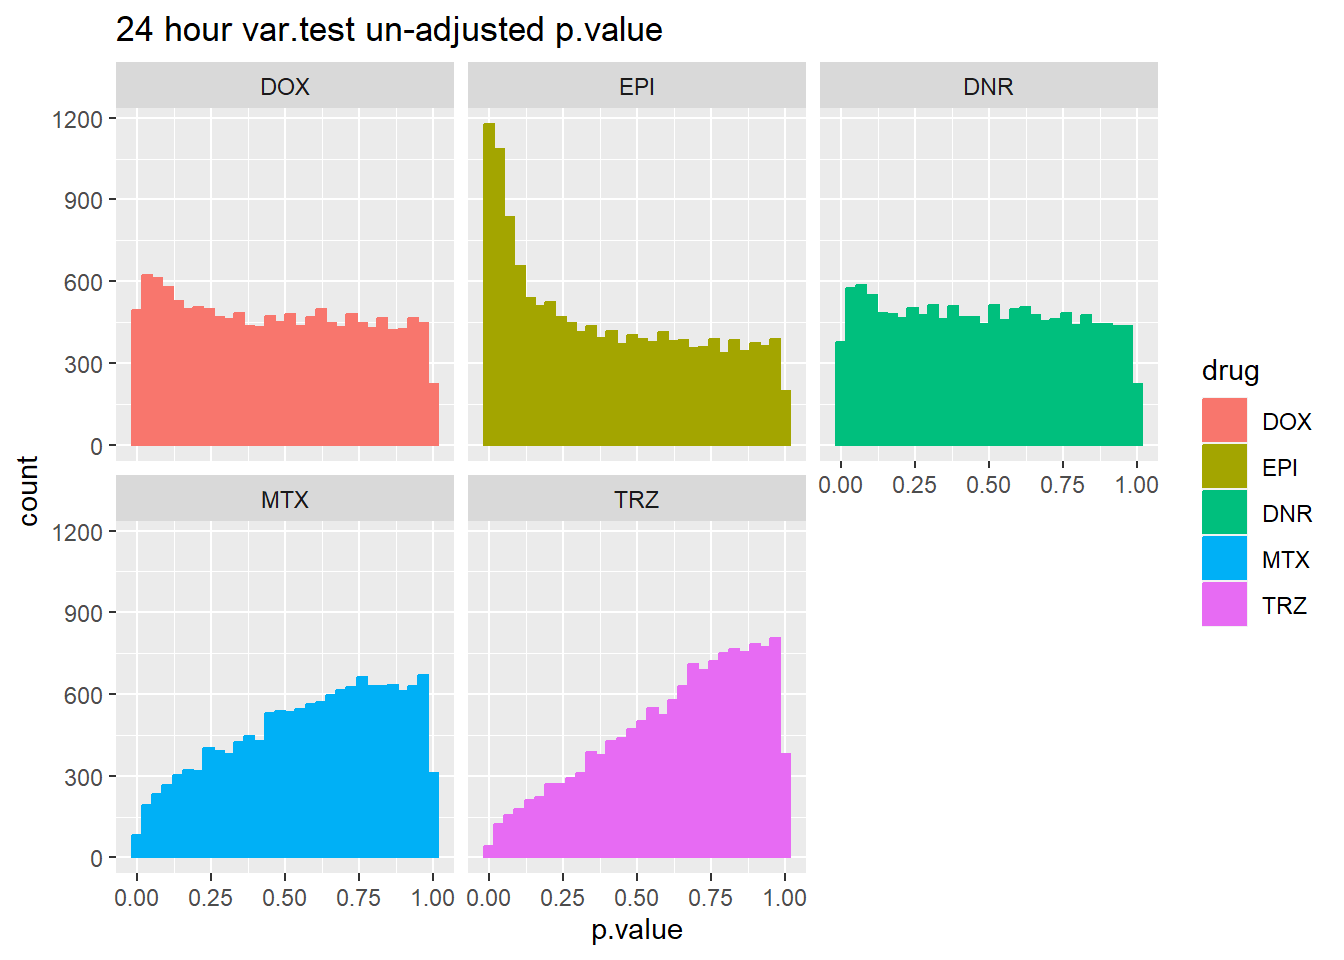 24 hour var.test un-adjusted p.value
DOX
EPI
DNR
1200
900
600
300
0
0.00 0.25 0.50 0.75 1.00
MTX
TRZ
1200
900
600
300
0
0.00 0.25 0.50 0.75 1.00
0.00 0.25 0.50 0.75 1.00
p.value
count
drug
DOX
EPI
DNR
MTX
TRZ